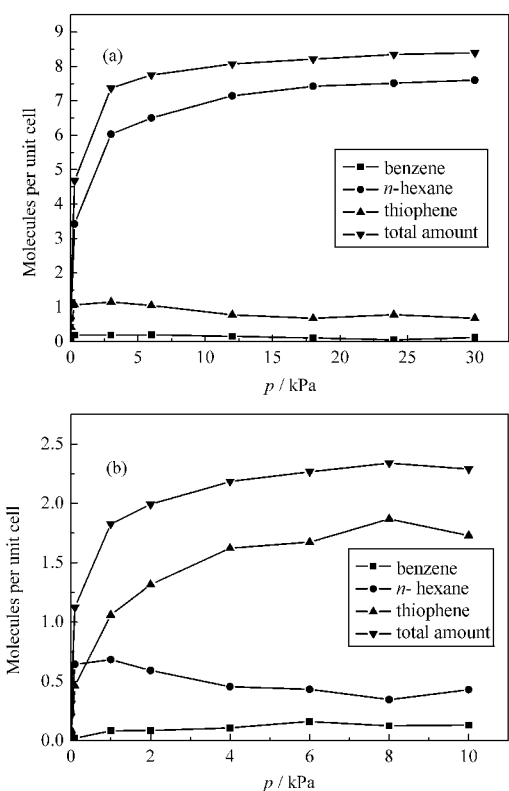 (a)
Molecules per unit cell
9
8
7
6
5
4
3
2
1
0
0 5 10 15 20 25 30
p / kPa
benzene
n-hexane
thiophene
total amount
(b)
Molecules per unit cell
2.5
2.0
1.5
1.0
0.5
0.0
0 2 4 6 8 10
p / kPa
benzene
n- hexane
thiophene
total amount